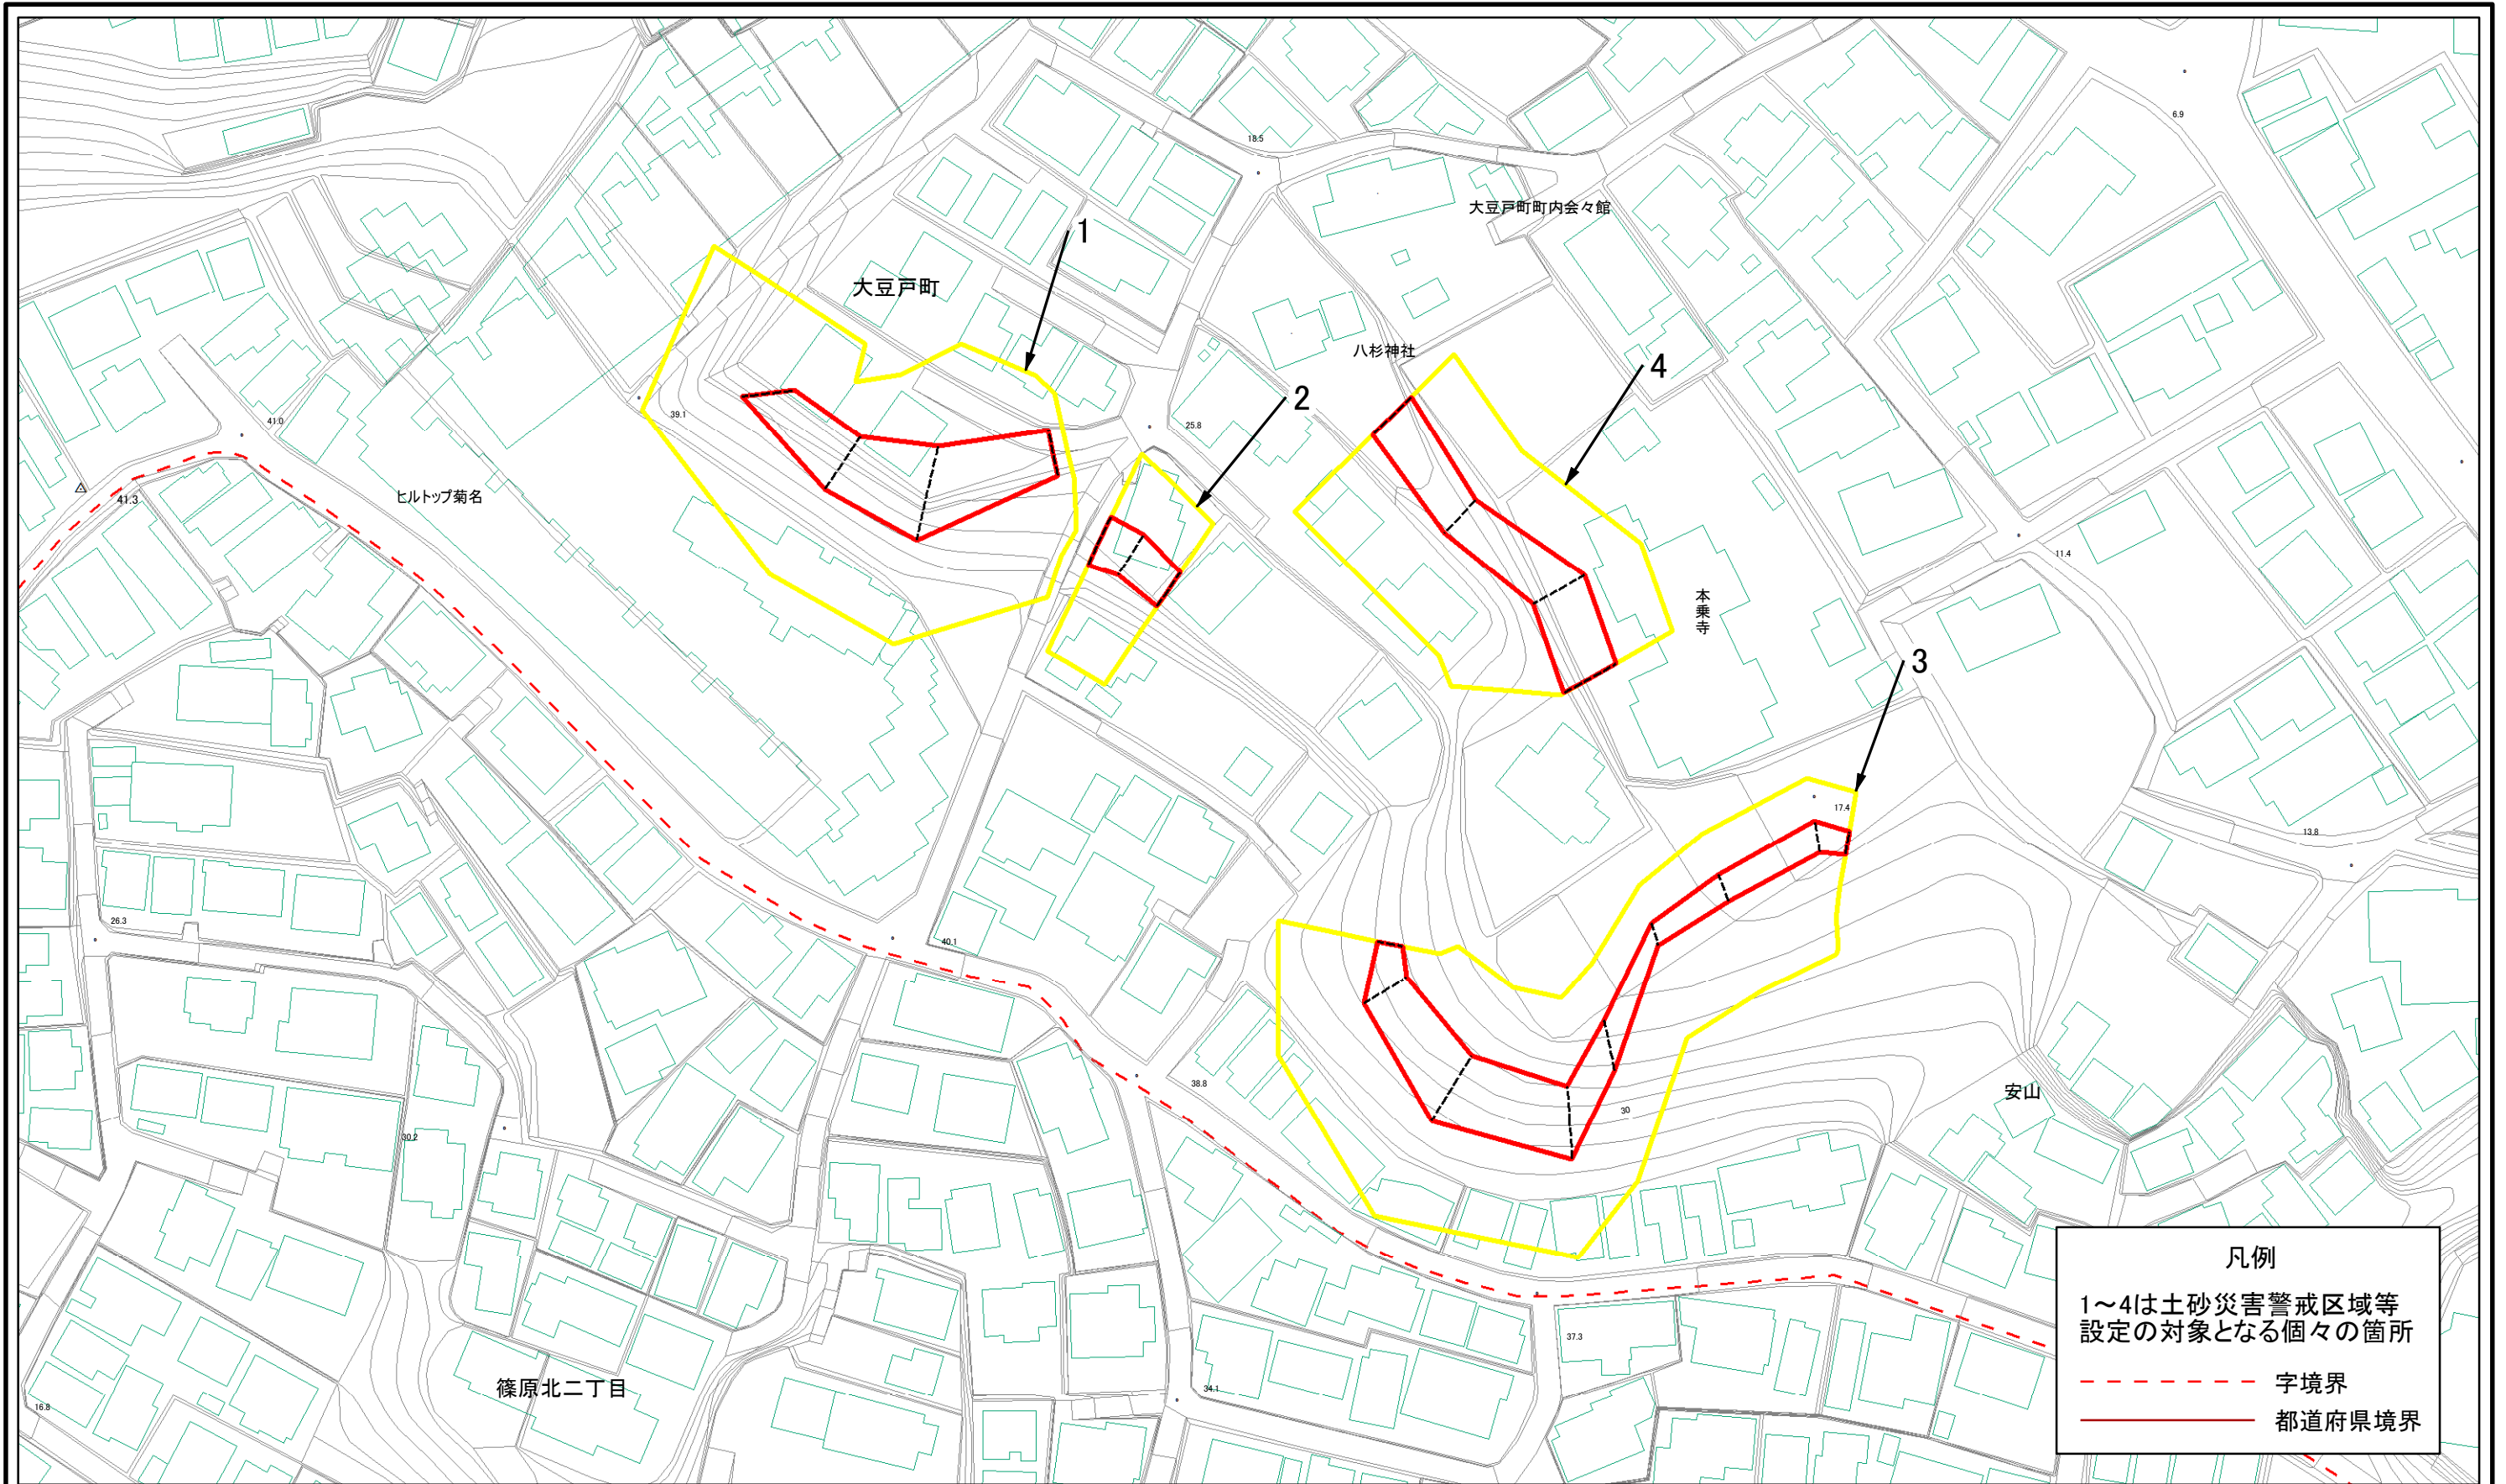 18.5
6.9
大豆戸町町内会々館
1
大豆戸町
八杉神社
4
2
39.1
25.8
41.0
ヒルトップ菊名
41.3
11.4
本乗寺
3
17.4
13.8
26.3
40.1
38.8
30
安山
30.2
凡例
1～4は土砂災害警戒区域等
設定の対象となる個々の箇所
字境界
都道府県境界
37.3
篠原北二丁目
34.1
16.8